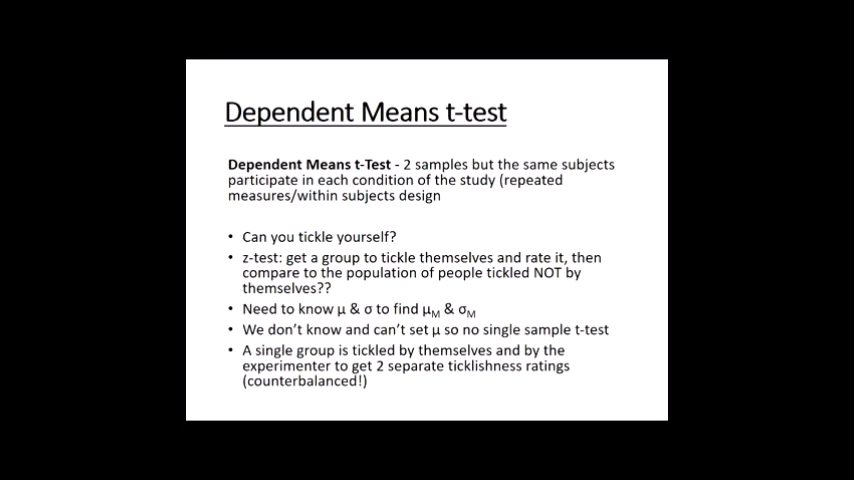 Dependent Means t-test
Dependent Means t-Test - 2 samples but the same subjects
participate in each condition of the study (repeated
measures/within subjects design
• Can you tickle yourself?
• z-test: get a group to tickle themselves and rate it, then
compare to the population of people tickled NOT by
themselves??
• Need to know μ & σ to find μM & σM
• We don't know and can't set μ so no single sample t-test
• A single group is tickled by themselves and by the
experimenter to get 2 separate ticklishness ratings
(counterbalanced!)